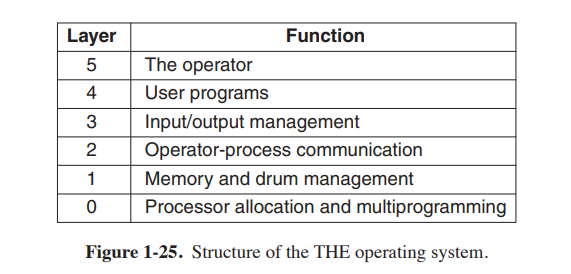 Layer Function
5 The operator
4 User programs
3 Input/output management
2 Operator-process communication
1 Memory and drum management
0 Processor allocation and multiprogramming
Figure 1-25. Structure of the THE operating system.